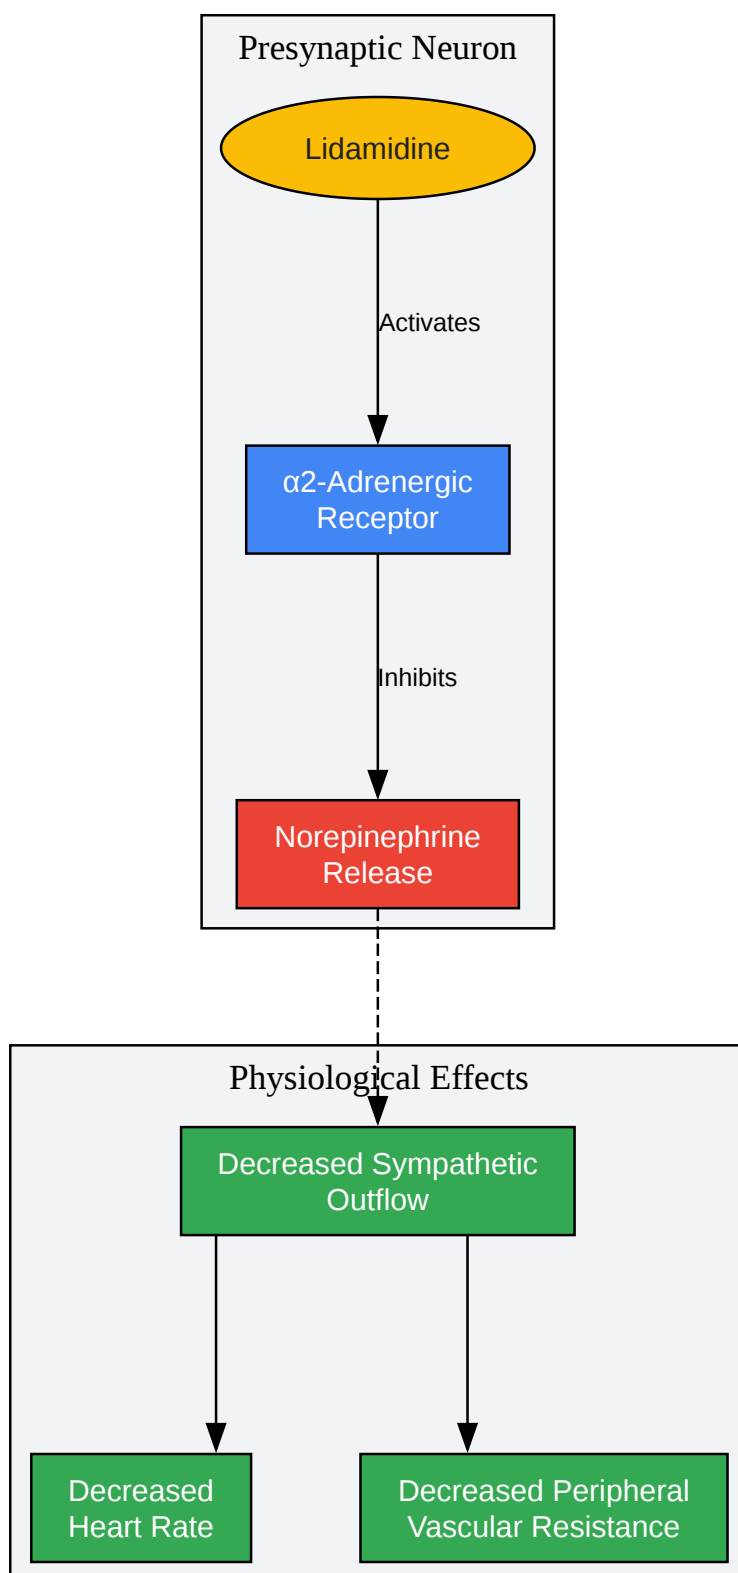 Presynaptic Neuron
Lidamidine
Activates
α2-Adrenergic
Receptor
Inhibits
Norepinephrine
Release
Physiological Effects
Decreased Sympathetic
Outflow
Decreased
Heart Rate
Decreased Peripheral
Vascular Resistance